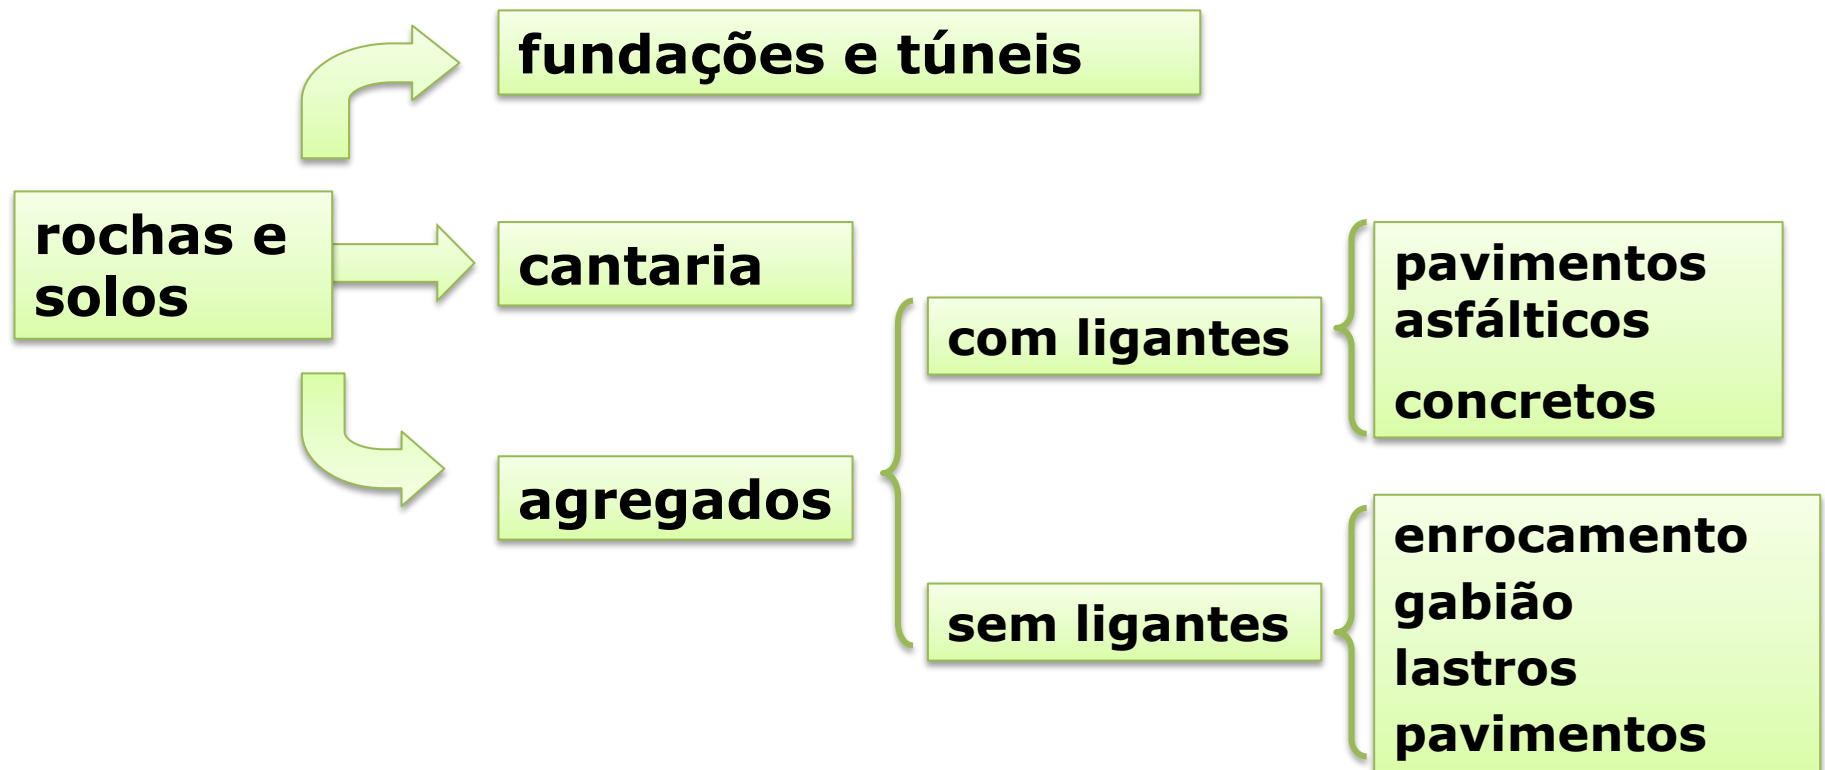 fundações e túneis
rochas e
solos
cantaria
agregados
com ligantes
sem ligantes
pavimentos
asfálticos
concretos
enrocamento
gabião
lastros
pavimentos